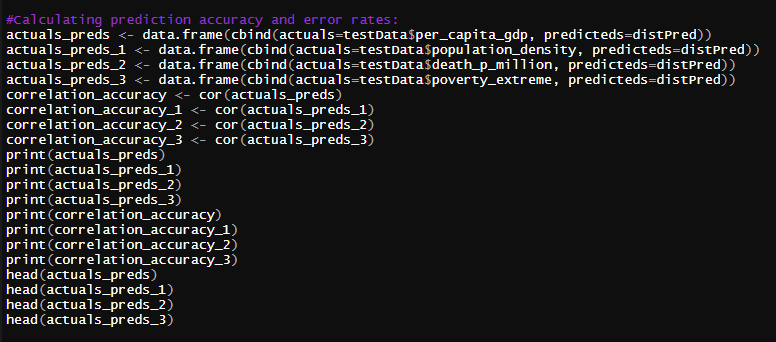 #Calculating prediction accuracy and error rates:
actuals_preds <- data.frame(cbind(actuals=testData$per_capita_gdp, predicteds=distPred))
actuals_preds_1 <- data.frame(cbind(actuals=testData$population_density, predicteds=distPred))
actuals_preds_2 <- data.frame(cbind(actuals=testData$death_p_million, predicteds=distPred))
actuals_preds_3 <- data.frame(cbind(actuals=testData$poverty_extreme, predicteds=distPred))
correlation_accuracy <- cor(actuals_preds)
correlation_accuracy_1 <- cor(actuals_preds_1)
correlation_accuracy_2 <- cor(actuals_preds_2)
correlation_accuracy_3 <- cor(actuals_preds_3)
print(actuals_preds)
print(actuals_preds_1)
print(actuals_preds_2)
print(actuals_preds_3)
print(correlation_accuracy)
print(correlation_accuracy_1)
print(correlation_accuracy_2)
print(correlation_accuracy_3)
head(actuals_preds)
head(actuals_preds_1)
head(actuals_preds_2)
head(actuals_preds_3)